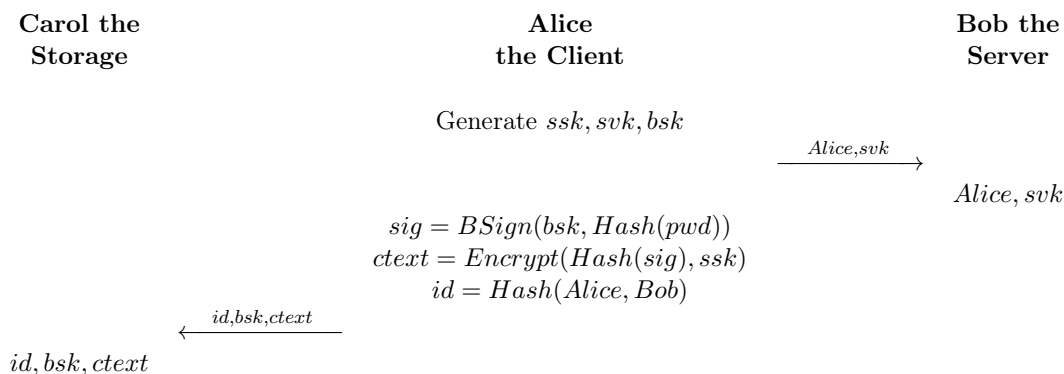 Carol the Storage
Alice the Client
Bob the Server
Generate ssk, svk, bsk
Alice,svk
Alice, svk
sig = BSign(bsk, Hash(pwd))
ctext = Encrypt(Hash(sig), ssk)
id = Hash(Alice, Bob)
id,bsk,ctext
id, bsk, ctext